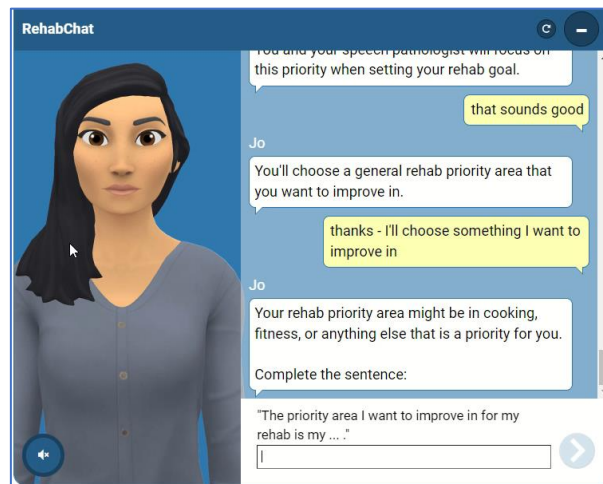 RehabChat
You and your speech pathologist will focus on
this priority when setting your rehab goal.
that sounds good
Jo
You'll choose a general rehab priority area that
you want to improve in.
thanks - I'll choose something I want to
improve in
Jo
Your rehab priority area might be in cooking,
fitness, or anything else that is a priority for you.
Complete the sentence:
"The priority area I want to improve in for my
rehab is my ... ."